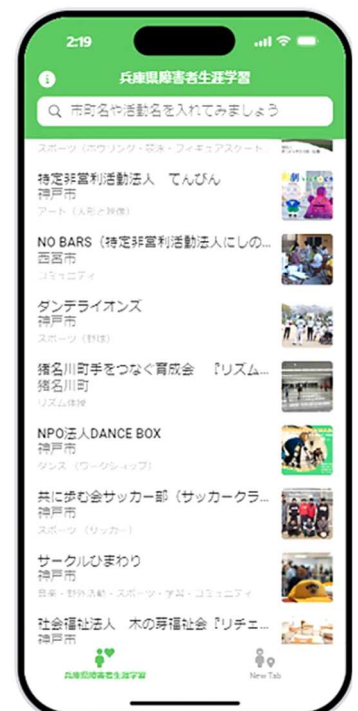 2:19
兵庫県障害者生涯学習
市町名や活動名を入れてみましょう
スポーツ（ボウリング・競泳・フィギュアスケート
特定非営利活動法人　てんびん
神戸市
アート（人形と映像）
NO BARS（特定非営利活動法人にしの...
西宮市
コミュニティ
ダンデライオンズ
神戸市
スポーツ（野球）
猪名川町手をつなぐ育成会　『リズム...
猪名川町
リズム体操
NPO法人DANCE BOX
神戸市
ダンス（ワークショップ）
共に歩む会サッカー部（サッカークラ...
神戸市
スポーツ（サッカー）
サークルひまわり
神戸市
音楽・野外活動・スポーツ・学習・コミュニティ
社会福祉法人　木の芽福祉会『リチェ...
神戸市
兵庫県障害者生涯学習
New Tab